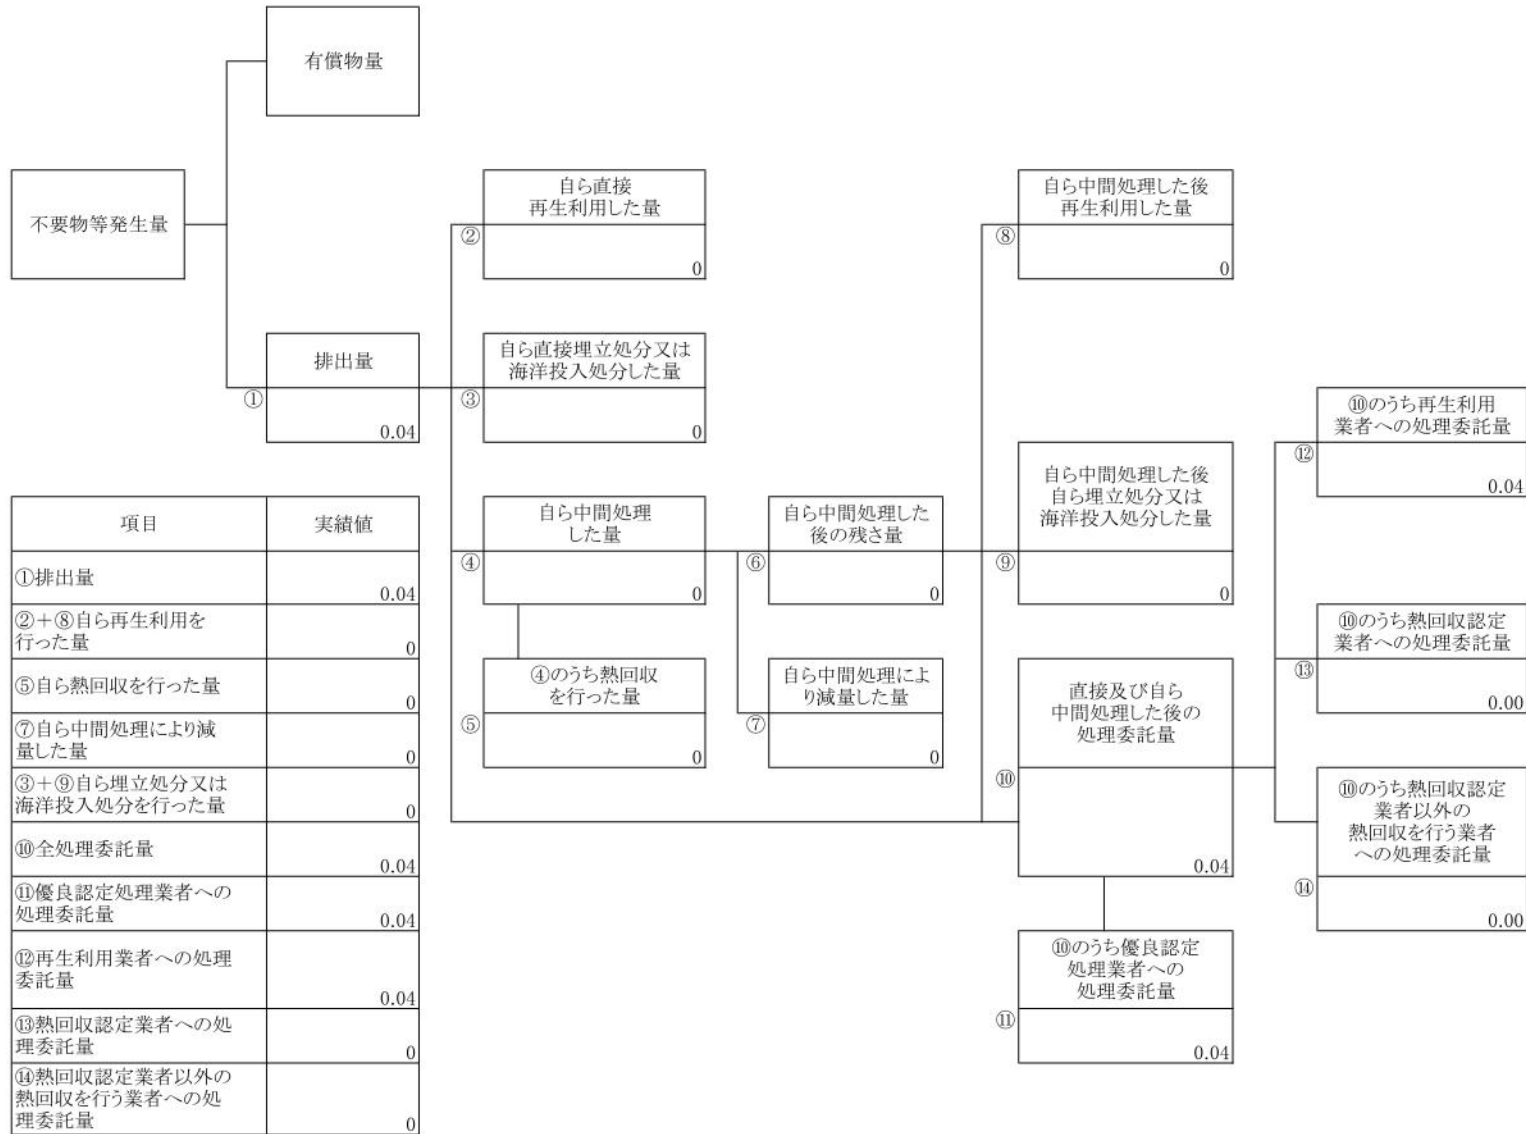 有償物量
不要物等発生量
排出量
①
0.04
自ら直接
再生利用した量
②
0
自ら直接埋立処分又は
海洋投入処分した量
③
0
自ら中間処理
した量
④
0
④のうち熱回収
を行った量
⑤
0
自ら中間処理した
後の残さ量
⑥
0
自ら中間処理によ
り減量した量
⑦
0
自ら中間処理した後
再生利用した量
⑧
0
自ら中間処理した後
自ら埋立処分又は
海洋投入処分した量
⑨
0
直接及び自ら
中間処理した後の
処理委託量
⑩
0.04
⑩のうち優良認定
処理業者への
処理委託量
⑪
0.04
⑩のうち再生利用
業者への処理委託量
⑫
0.04
⑩のうち熱回収認定
業者への処理委託量
⑬
0.00
⑩のうち熱回収認定
業者以外の
熱回収を行う業者
への処理委託量
⑭
0.00
項目 実績値
①排出量
0.04
②+⑧自ら再生利用を
行った量
0
⑤自ら熱回収を行った量
0
⑦自ら中間処理により減
量した量
0
③+⑨自ら埋立処分又は
海洋投入処分を行った量
0
⑩全処理委託量
0.04
⑪優良認定処理業者への
処理委託量
0.04
⑫再生利用業者への処理
委託量
0.04
⑬熱回収認定業者への処
理委託量
0
⑭熱回収認定業者以外の
熱回収を行う業者への処
理委託量
0